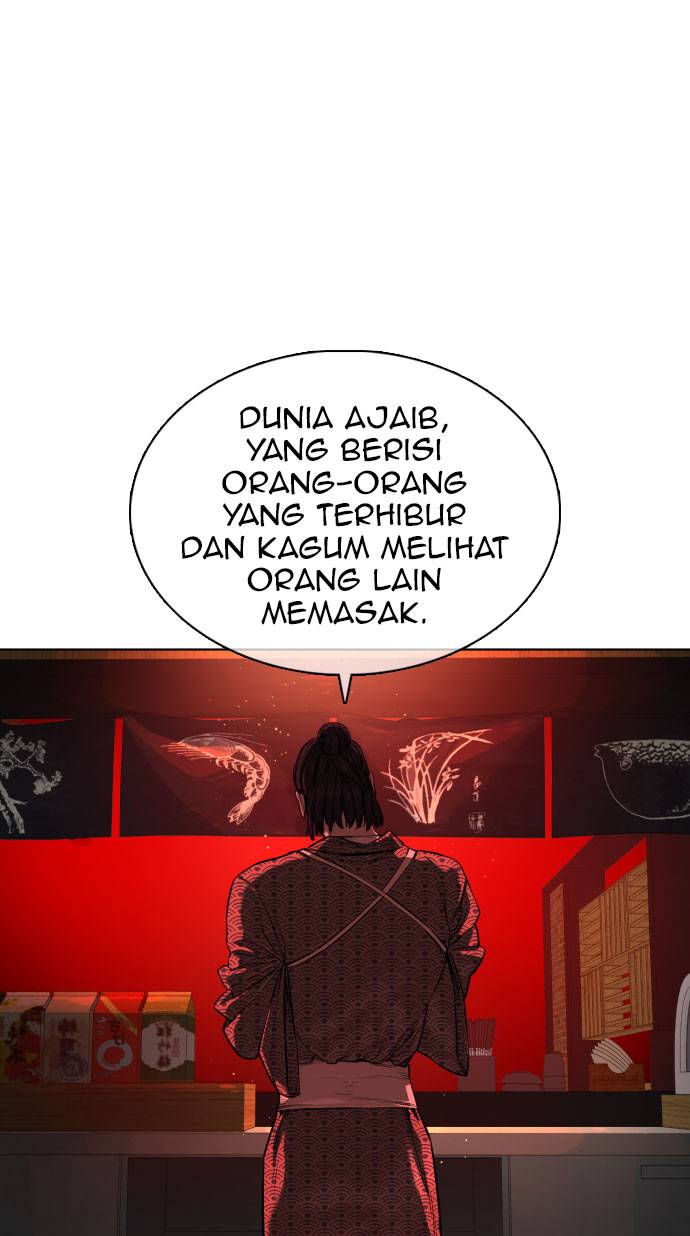 DUNIA AJAIB,
YANG BERISI
ORANG-ORANG
YANG TERHIBUR
DAN KAGUM MELIHAT
ORANG LAIN
MEMASAK.